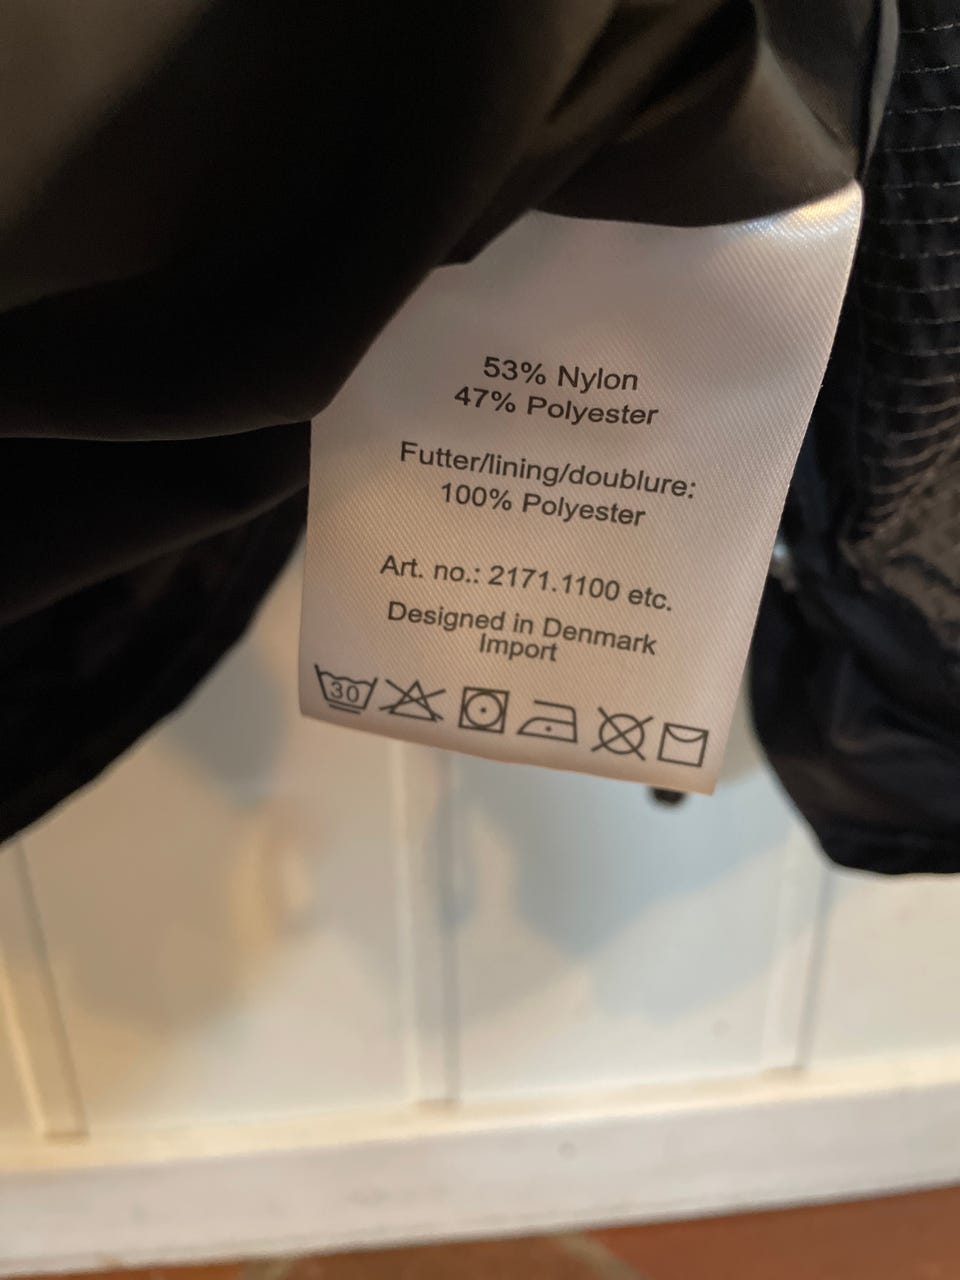 53% Nylon
47% Polyester
Futter/lining/doublure:
100% Polyester
Art. no.: 2171.1100 etc.
Designed in Denmark
Import
30